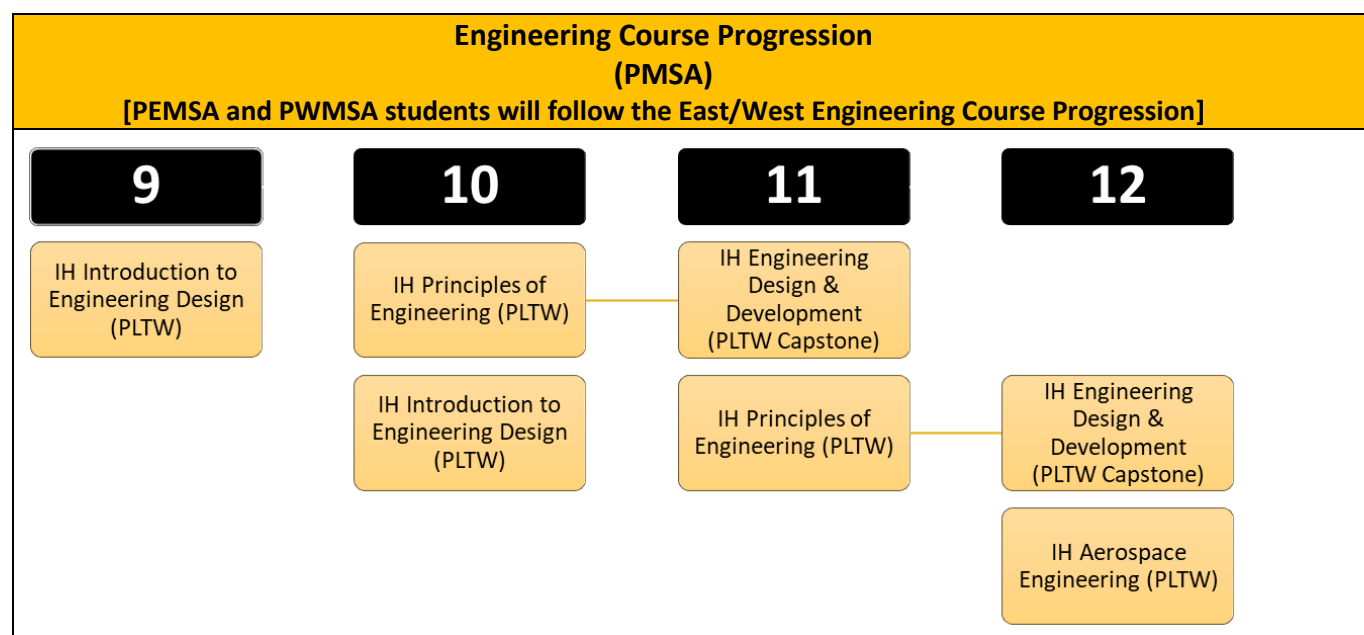 Engineering Course Progression
(PMSA)
[PEMSA and PWMSA students will follow the East/West Engineering Course Progression]
9
10
11
12
IH Introduction to
Engineering Design
(PLTW)
IH Principles of
Engineering (PLTW)
IH Engineering
Design &
Development
(PLTW Capstone)
IH Introduction to
Engineering Design
(PLTW)
IH Principles of
Engineering (PLTW)
IH Engineering
Design &
Development
(PLTW Capstone)
IH Aerospace
Engineering (PLTW)